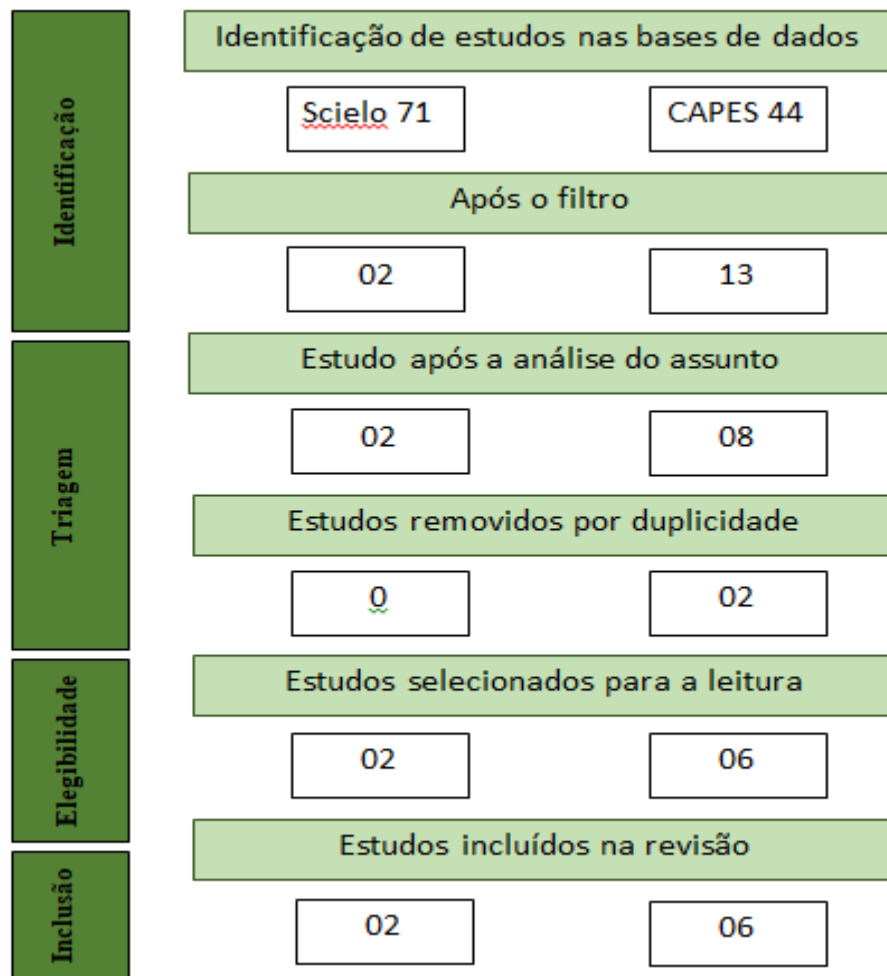 Identificação
Identificação de estudos nas bases de dados
Scielo 71
CAPES 44
Após o filtro
02
13
Triagem
Estudo após a análise do assunto
02
08
Estudos removidos por duplicidade
0
02
Elegibilidade
Estudos selecionados para a leitura
02
06
Inclusão
Estudos incluídos na revisão
02
06